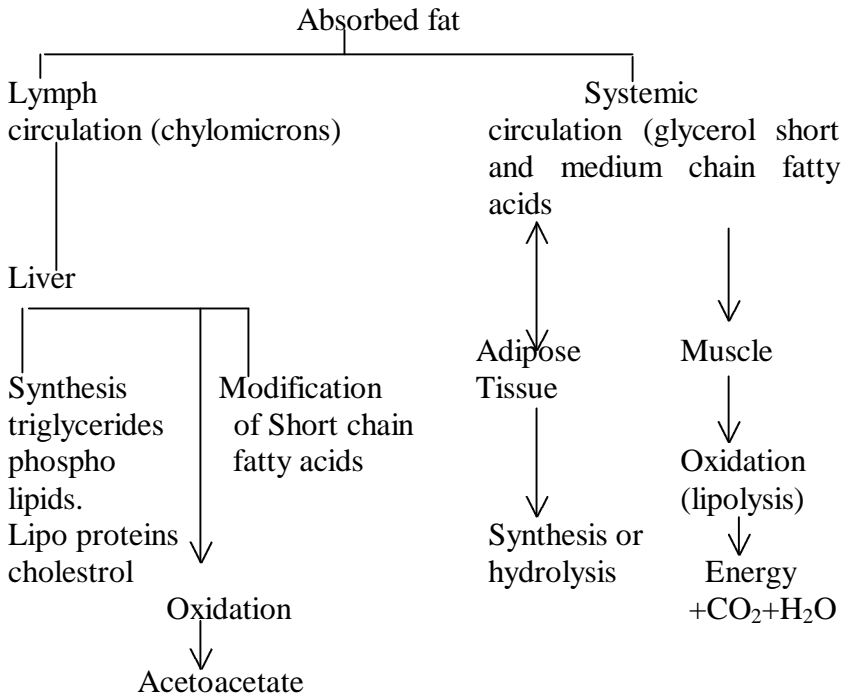 Absorbed fat
Lymph
circulation (chylomicrons)
Systemic
circulation (glycerol short
and medium chain fatty
acids
Liver
Synthesis
triglycerides
phospho
lipids.
Lipo proteins
cholestrol
Modification
of Short chain
fatty acids
Oxidation
Acetoacetate
Adipose
Tissue
Synthesis or
hydrolysis
Muscle
Oxidation
(lipolysis)
Energy
+CO₂+H₂O